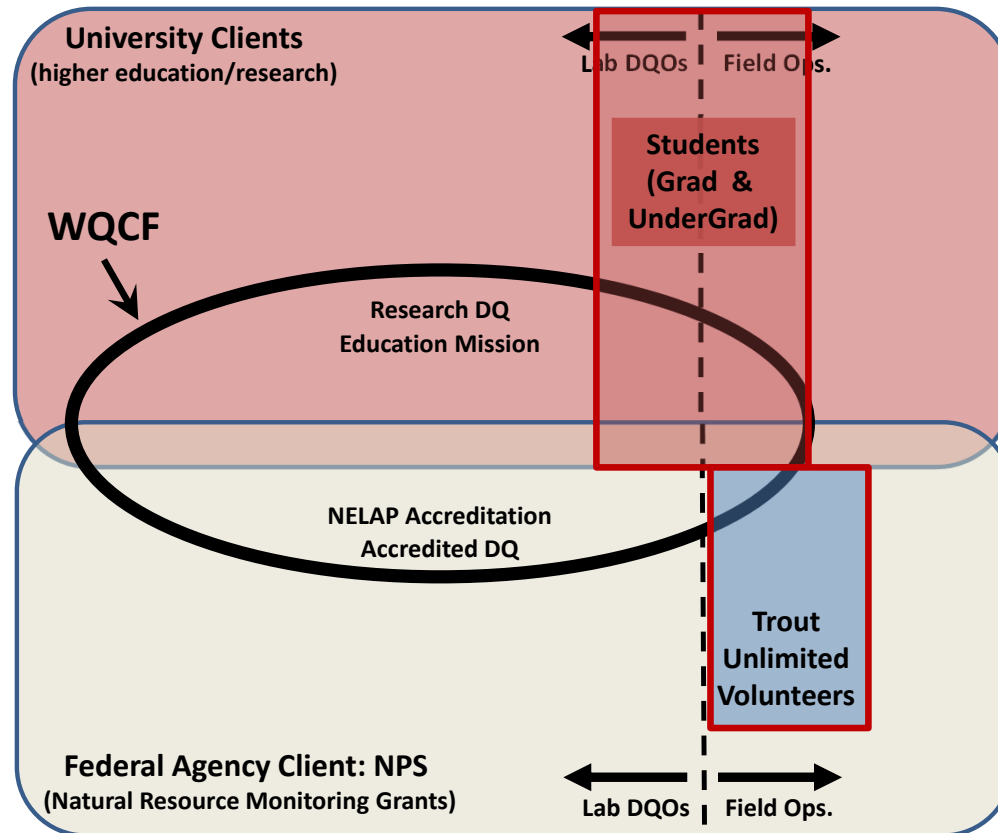 University Clients
(higher education/research)
Lab DQOs
Field Ops.
Students
(Grad & 
UnderGrad)
WQCF
Research DQ
Education Mission
NELAP Accreditation
Accredited DQ
Trout
Unlimited
Volunteers
Federal Agency Client: NPS
(Natural Resource Monitoring Grants)
Lab DQOs
Field Ops.